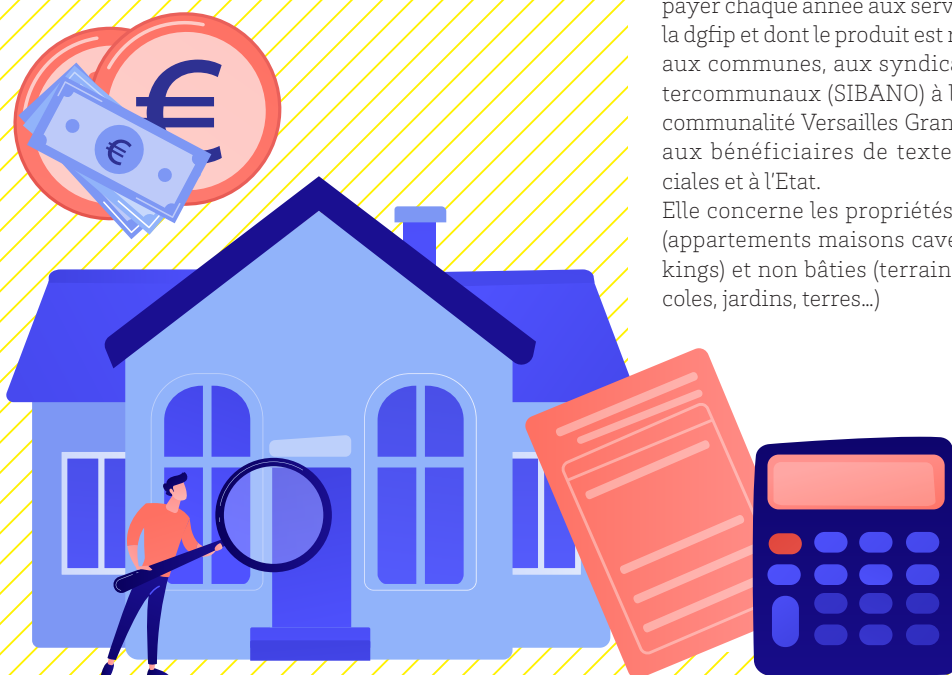 payer chaque année aux serv
la dgfip et dont le produit est r
aux communes, aux syndica
tercommunaux (SIBANO) à l
communalité Versailles Gran
aux bénéficiaires de texte
ciales et à l'Etat.
Elle concerne les propriétés
(appartements maisons cave
kings) et non bâties (terrain
coles, jardins, terres…)
€
€